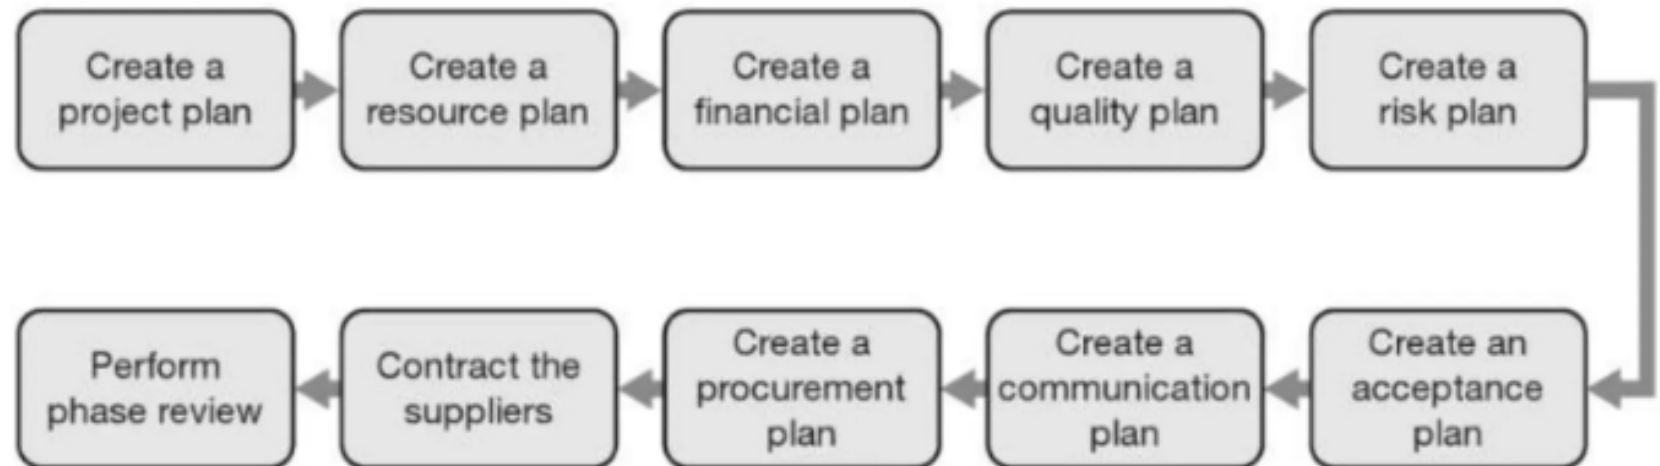 Create a
project plan
Create a
resource plan
Create a
financial plan
Create a
quality plan
Create a
risk plan
Create an
acceptance
plan
Create a
communication
plan
Create a
procurement
plan
Contract the
suppliers
Perform
phase review